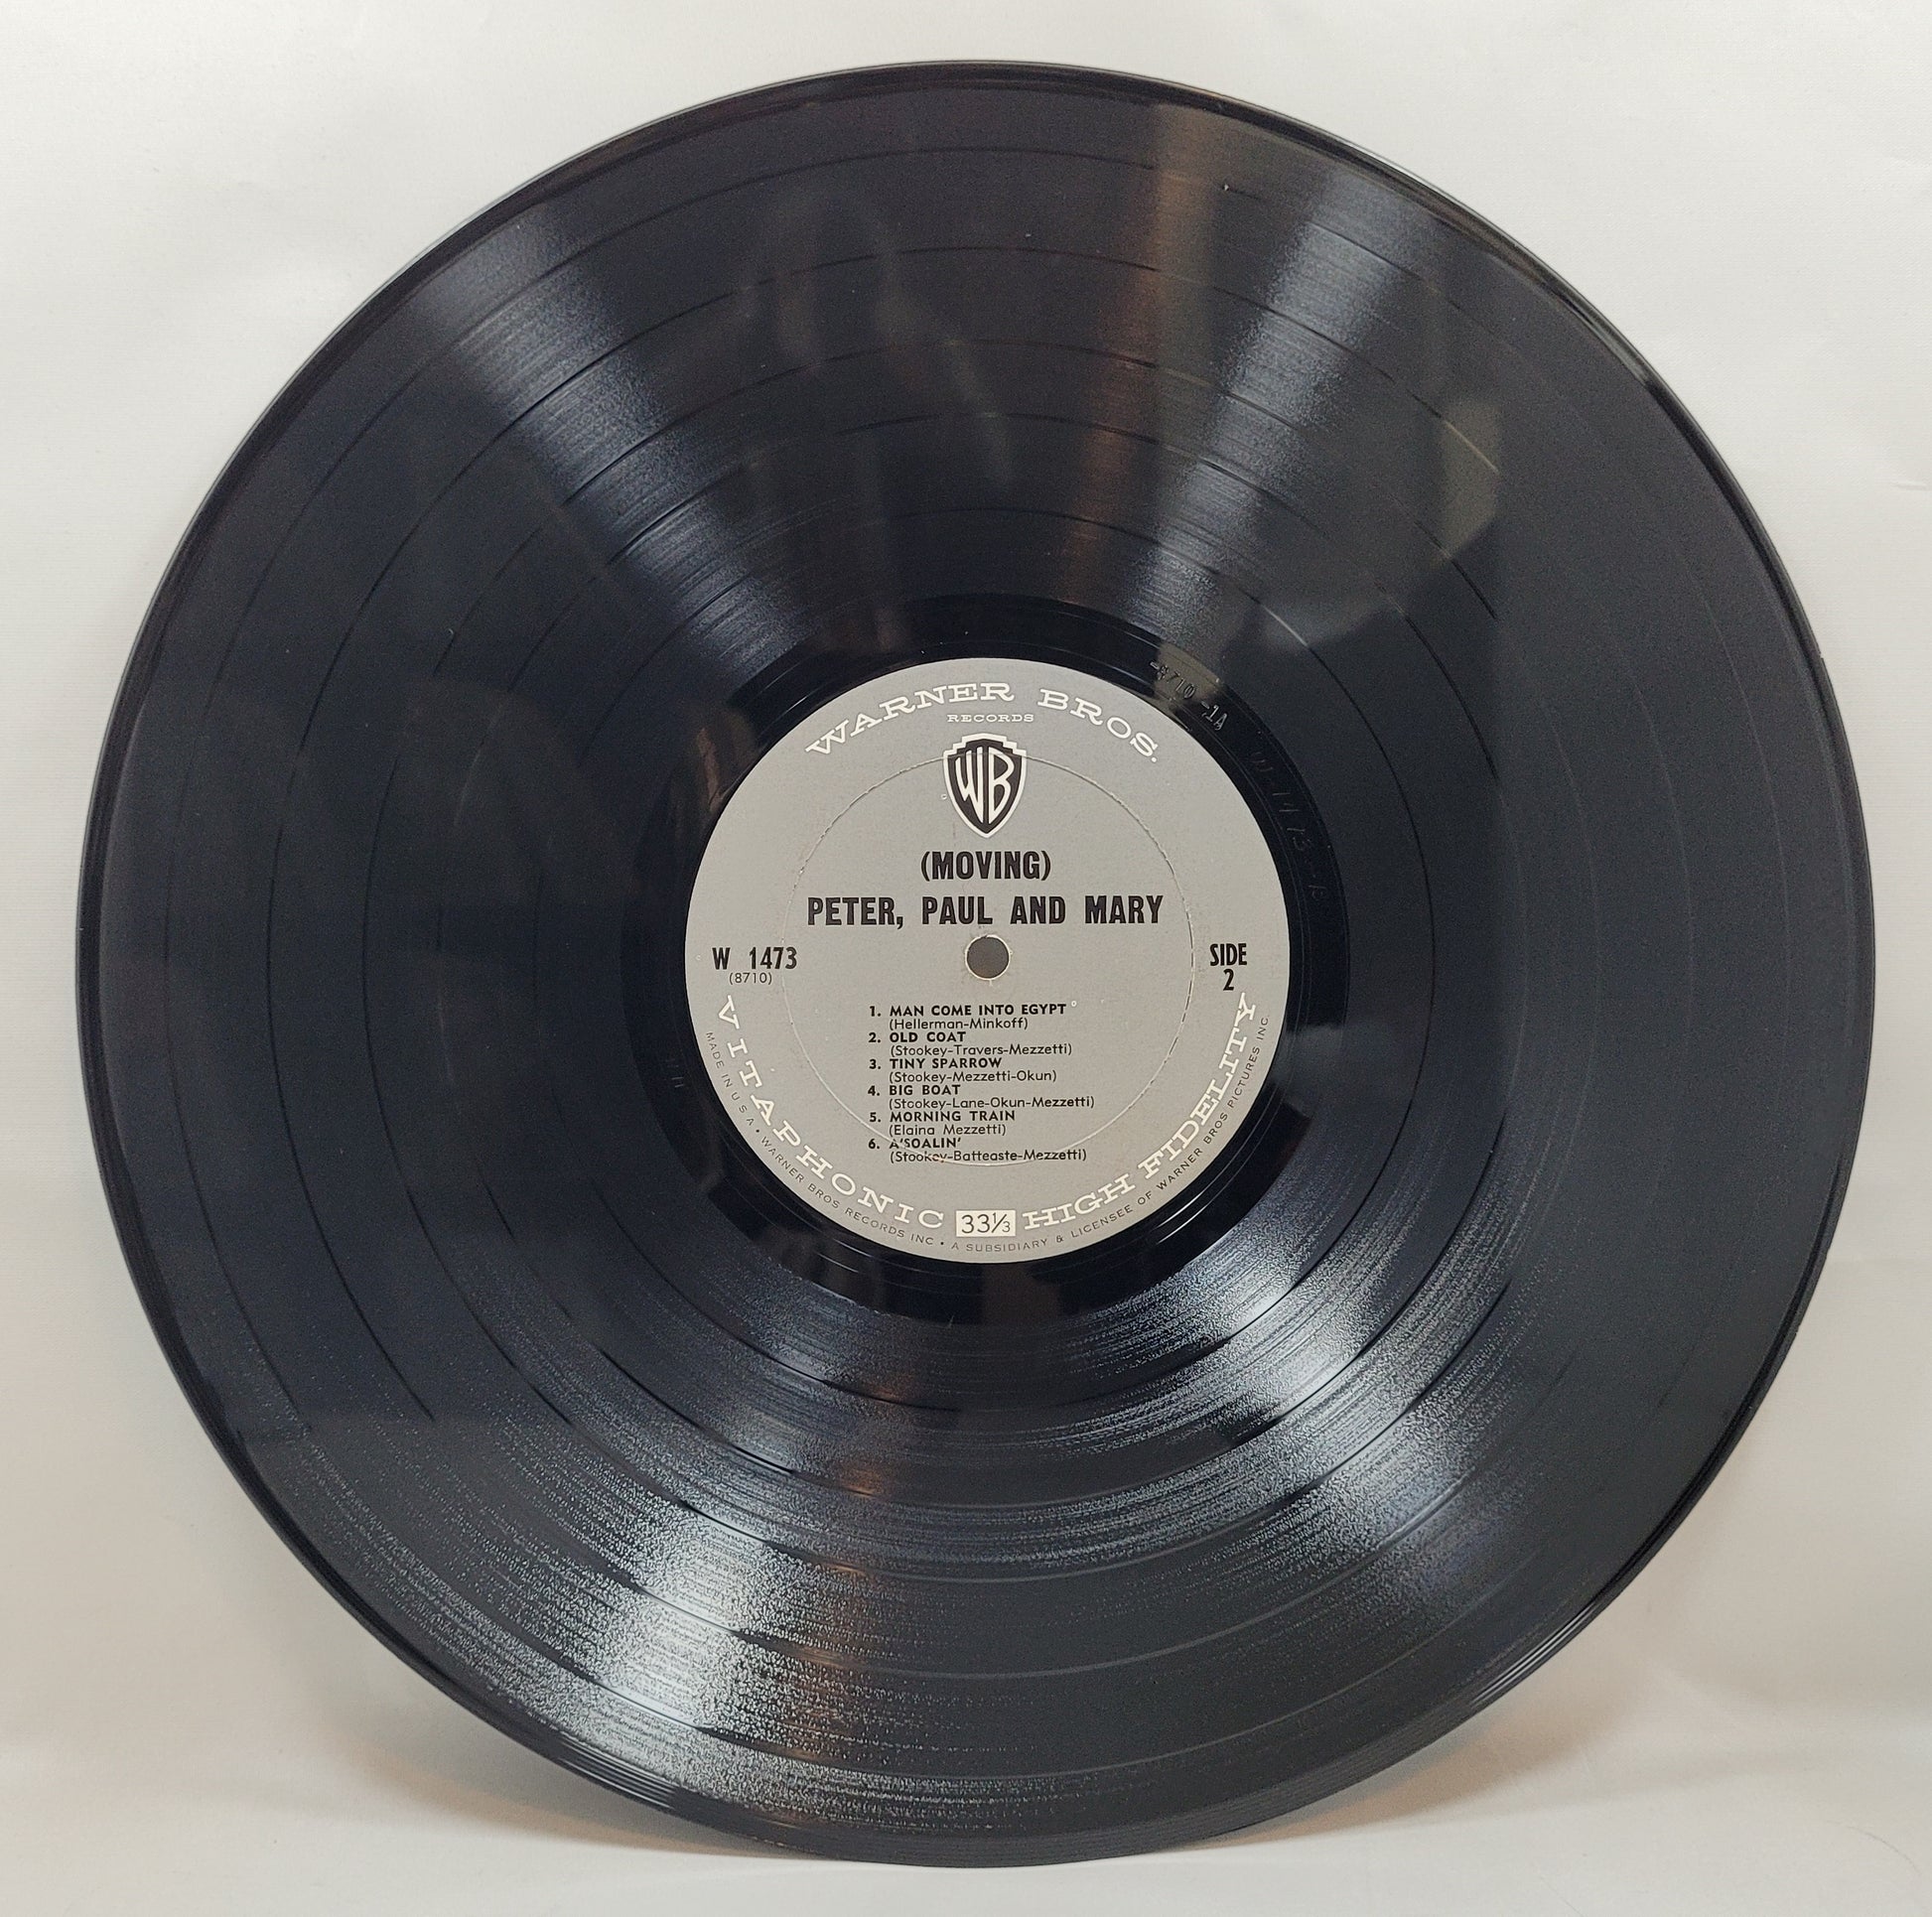 WARNER BROS.
RECORDS
WB
(MOVING)
PETER, PAUL AND MARY
W 1473
(8710)
SIDE
2
1. MAN COME INTO EGYPT
(Hellerman-Minkoff)
2. OLD COAT
(Stookey-Travers-Mezzetti)
3. TINY SPARROW
(Stookey-Mezzetti-Okun)
4. BIG BOAT
(Stookey-Lane-Okun-Mezzetti)
5. MORNING TRAIN
(Elaina Mezzetti)
6. A'SOALIN'
(Stookey-Batteaste-Mezzetti)
VITAPHONIC 33⅓ HIGH FIDELITY
MADE IN U S A • WARNER BROS RECORDS INC • A SUBSIDIARY & LICENSEE OF WARNER BROS PICTURES INC.
-8710 -1A